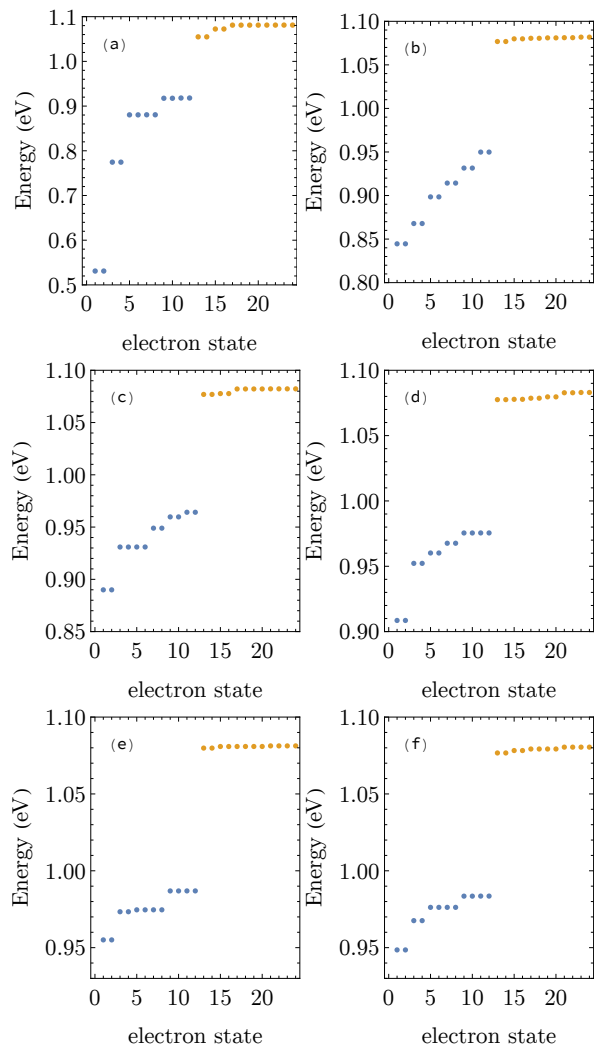 (a)
Energy (eV)
1.1
1.0
0.9
0.8
0.7
0.6
0.5
0 10 20
electron state
(b)
Energy (eV)
1.10
1.05
1.00
0.95
0.90
0.85
0.80
0 5 10 15 20
electron state
(c)
Energy (eV)
1.10
1.05
1.00
0.95
0.90
0.85
0 10 20
electron state
(d)
Energy (eV)
1.10
1.05
1.00
0.95
0.90
0 10 20
electron state
(e)
Energy (eV)
1.10
1.05
1.00
0.95
0 5 10 15 20
electron state
(f)
Energy (eV)
1.10
1.05
1.00
0.95
0 5 10 15 20
electron state